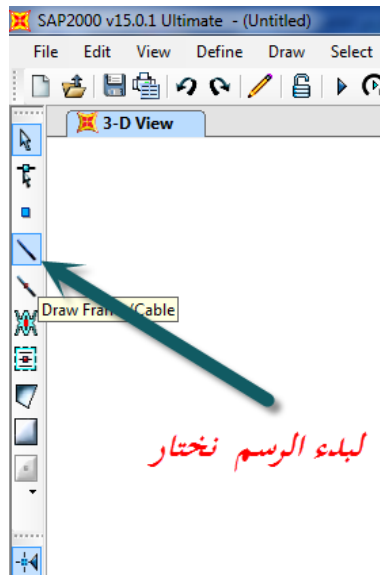 SAP2000 v15.0.1 Ultimate - (Untitled)
File Edit View Define Draw Select
3-D View
Draw Frame/Cable
لبدء الرسم نختار